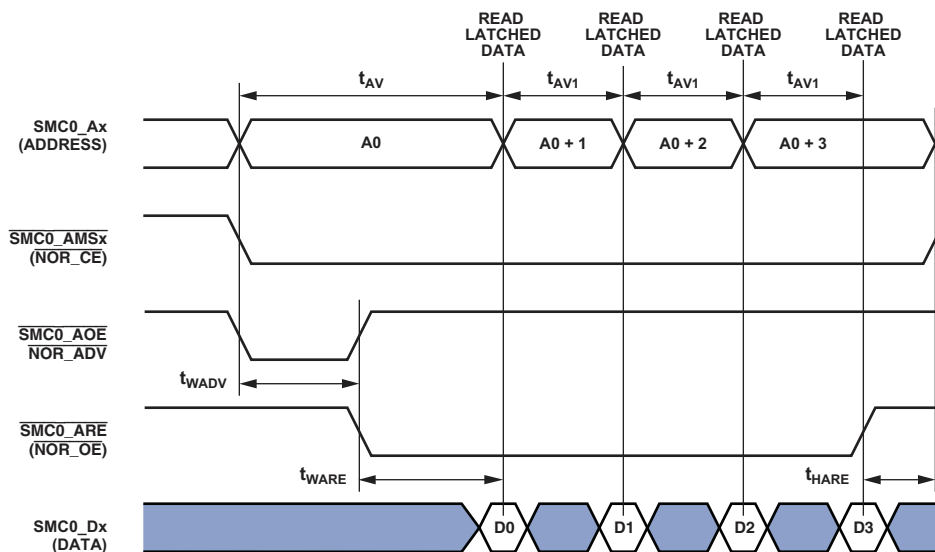 READ LATCHED DATA
READ LATCHED DATA
READ LATCHED DATA
READ LATCHED DATA
tAV
tAV1
tAV1
tAV1
SMC0_Ax
(ADDRESS)
A0
A0 + 1
A0 + 2
A0 + 3
SMC0_AMSx
(NOR_CE)
SMC0_AOE
NOR_ADV
tWADV
SMC0_ARE
(NOR_OE)
tWARE
tHARE
SMC0_Dx
(DATA)
D0
D1
D2
D3